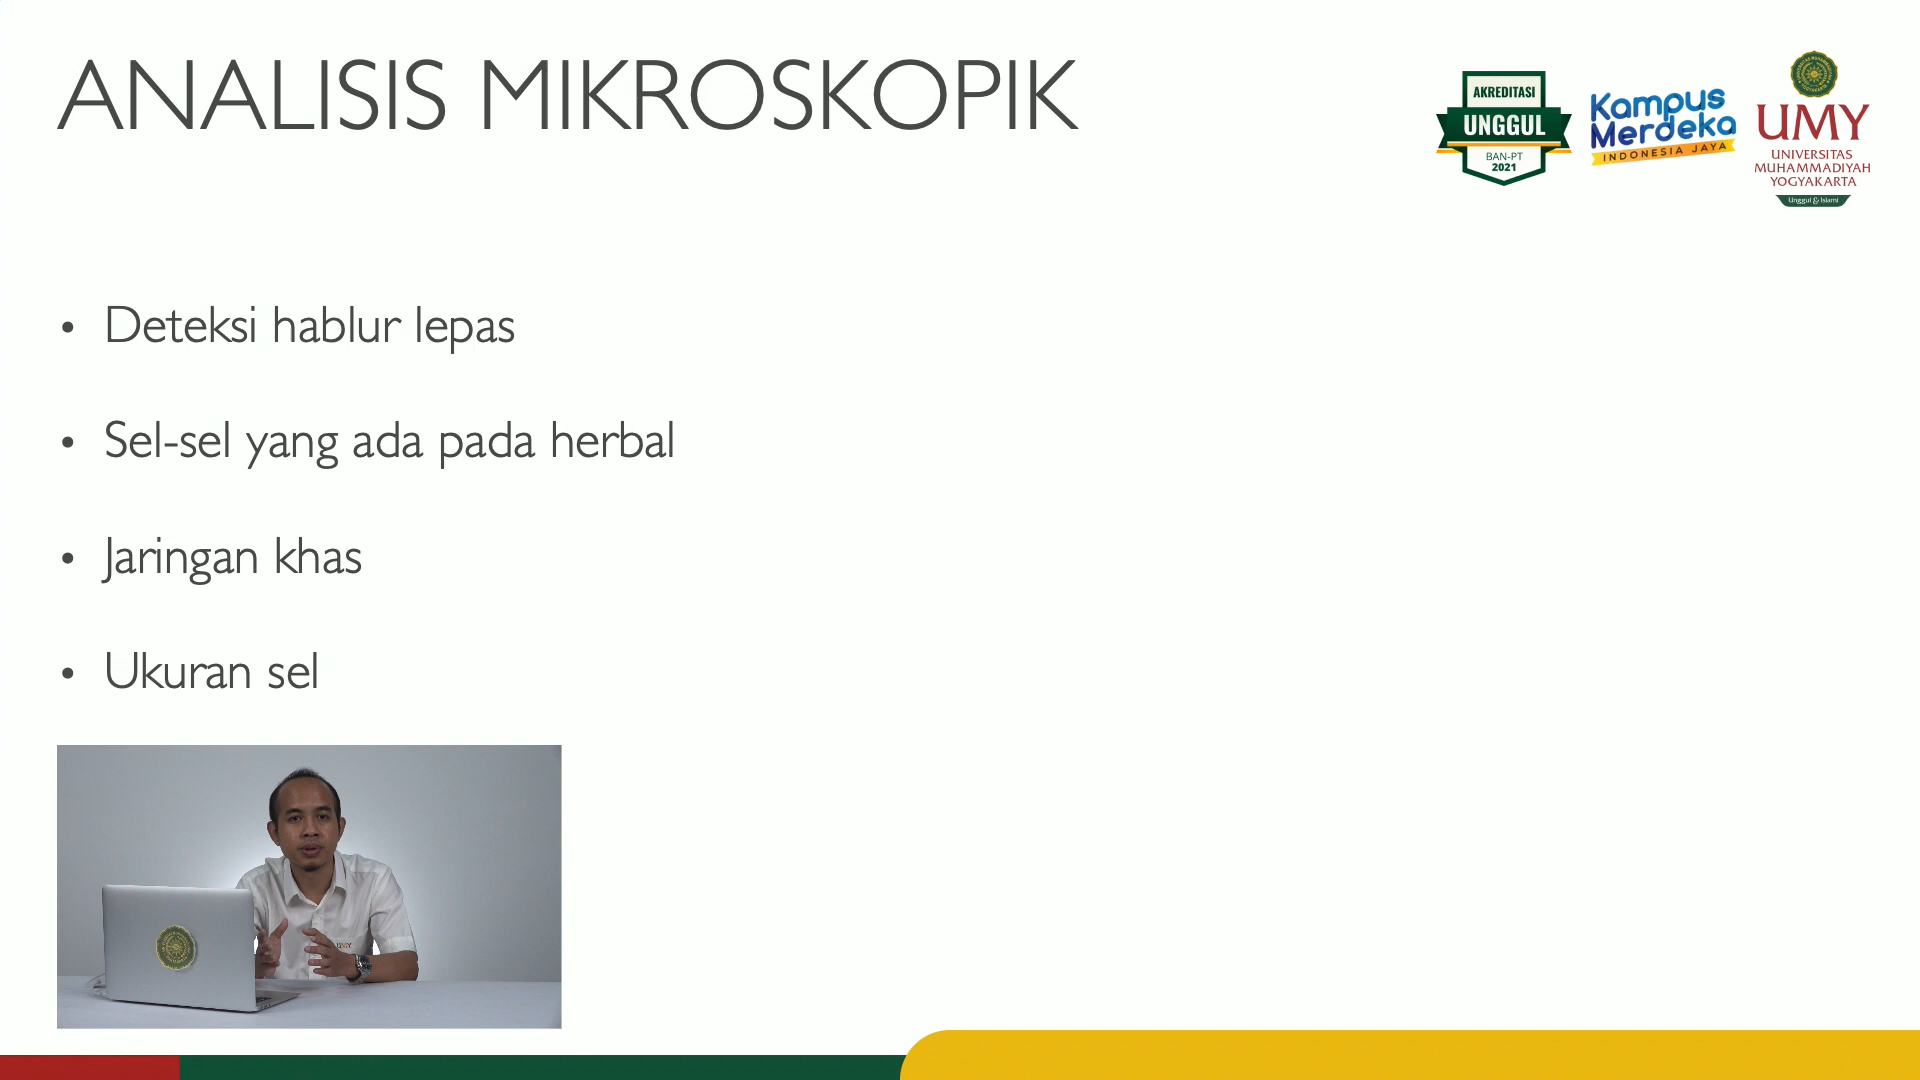 ANALISIS MIKROSKOPIK
AKREDITASI
UNGGUL
BAN-PT
2021
Kampus
Merdeka
INDONESIA JAYA
UMY
UNIVERSITAS
MUHAMMADIYAH
YOGYAKARTA
Unggul & Islami
• Deteksi hablur lepas
• Sel-sel yang ada pada herbal
• Jaringan khas
• Ukuran sel
UMY